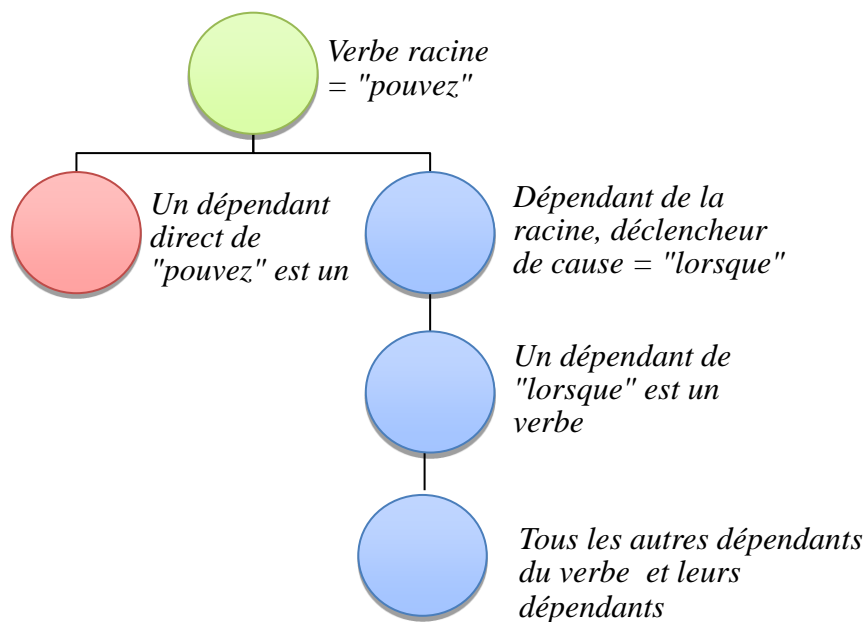 Verbe racine
= "pouvez"
Un dépendant
direct de
"pouvez" est un
Dépendant de la
racine, déclencheur
de cause = "lorsque"
Un dépendant de
"lorsque" est un
verbe
Tous les autres dépendants
du verbe et leurs
dépendants